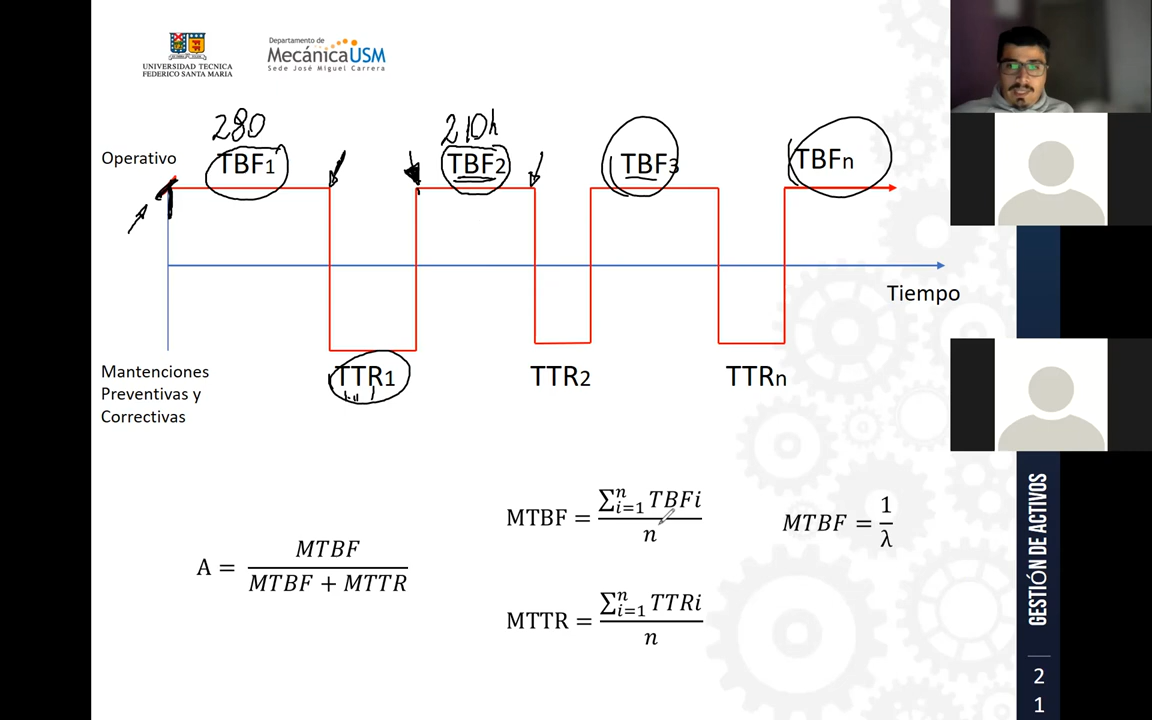 UNIVERSIDAD TECNICA
FEDERICO SANTA MARIA
Departamento de
MecánicaUSM
Sede José Miguel Carrera
280
210h
Operativo
TBF1
TBF2
TBF3
TBFn
Tiempo
Mantenciones
Preventivas y
Correctivas
TTR1
TTR2
TTRn
A = MTBF / (MTBF + MTTR)
MTBF = ∑ⁿᵢ₌₁ TBFi / n
MTBF = 1 / λ
MTTR = ∑ⁿᵢ₌₁ TTRi / n
GESTIÓN DE ACTIVOS
2
1